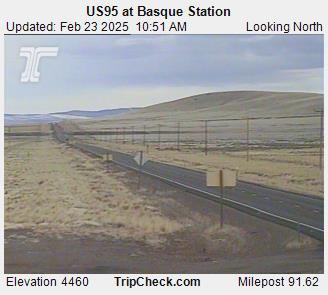 US95 at Basque Station
Updated: Feb 23 2025 10:51 AM Looking North
Elevation 4460 TripCheck.com Milepost 91.62